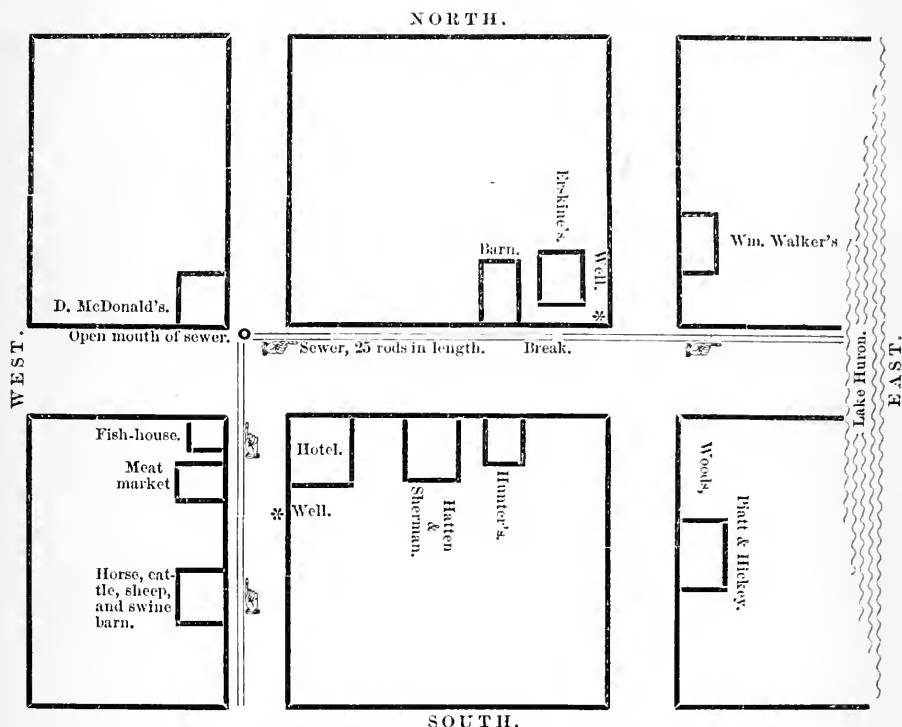 NORTH.
Erskine's.
Barn.
Well.
Wm. Walker's
D. McDonald's.
Open mouth of sewer.
Sewer, 25 rods in length.
Break.
WEST.
Lake Huron.
EAST.
Fish-house.
Meat
market
Hotel.
Well.
Hatten
&
Sherman.
Hunter's.
Woods,
Piatt & Hickey.
Horse, cat-
tle, sheep,
and swine
barn.
SOUTH.